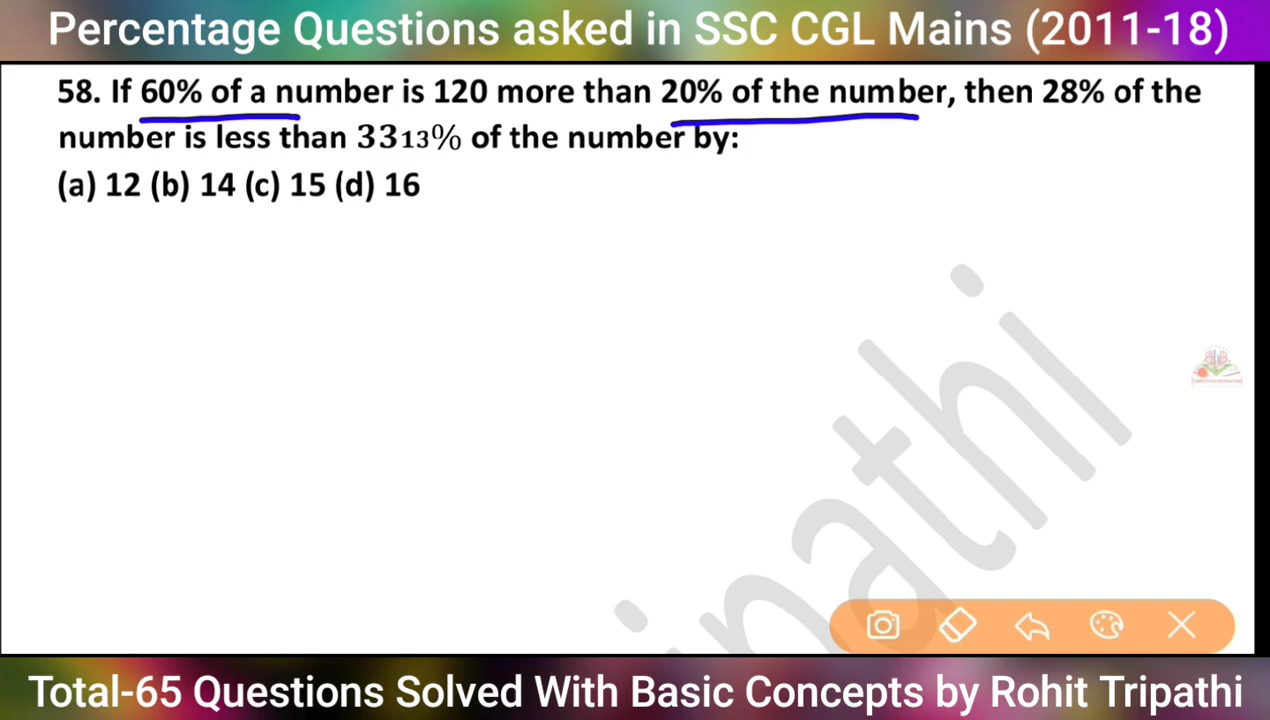 Percentage Questions asked in SSC CGL Mains (2011-18)
58. If 60% of a number is 120 more than 20% of the number, then 28% of the
number is less than 3313% of the number by:
(a) 12 (b) 14 (c) 15 (d) 16
inathi
Total-65 Questions Solved With Basic Concepts by Rohit Tripathi